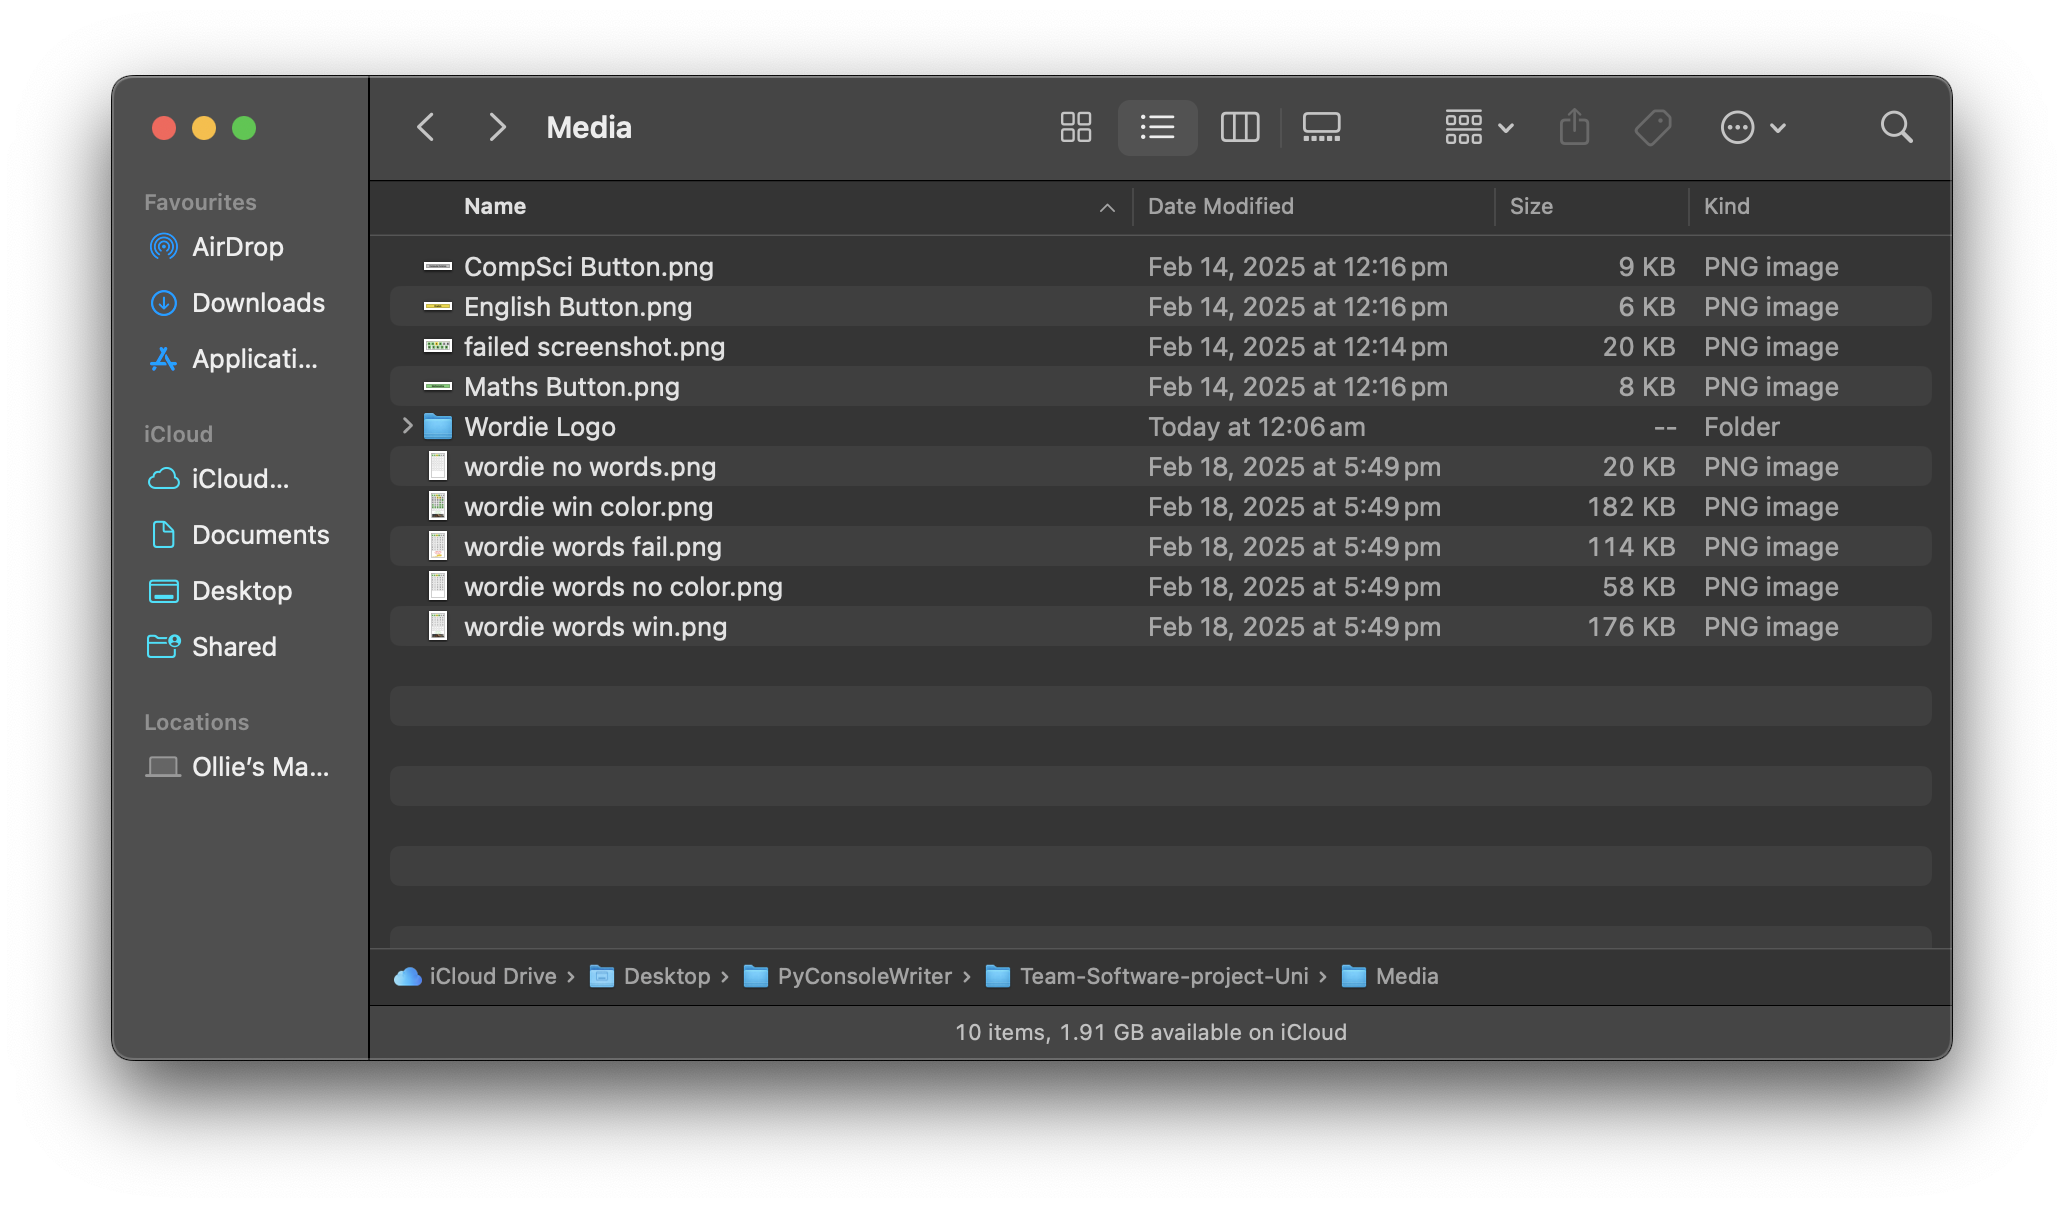 Media
Favourites
AirDrop
Downloads
Applicati...
iCloud
iCloud...
Documents
Desktop
Shared
Locations
Ollie’s Ma...
Name Date Modified Size Kind
CompSci Button.png Feb 14, 2025 at 12:16 pm 9 KB PNG image
English Button.png Feb 14, 2025 at 12:16 pm 6 KB PNG image
failed screenshot.png Feb 14, 2025 at 12:14 pm 20 KB PNG image
Maths Button.png Feb 14, 2025 at 12:16 pm 8 KB PNG image
Wordie Logo Today at 12:06 am -- Folder
wordie no words.png Feb 18, 2025 at 5:49 pm 20 KB PNG image
wordie win color.png Feb 18, 2025 at 5:49 pm 182 KB PNG image
wordie words fail.png Feb 18, 2025 at 5:49 pm 114 KB PNG image
wordie words no color.png Feb 18, 2025 at 5:49 pm 58 KB PNG image
wordie words win.png Feb 18, 2025 at 5:49 pm 176 KB PNG image
iCloud Drive › Desktop › PyConsoleWriter › Team-Software-project-Uni › Media
10 items, 1.91 GB available on iCloud